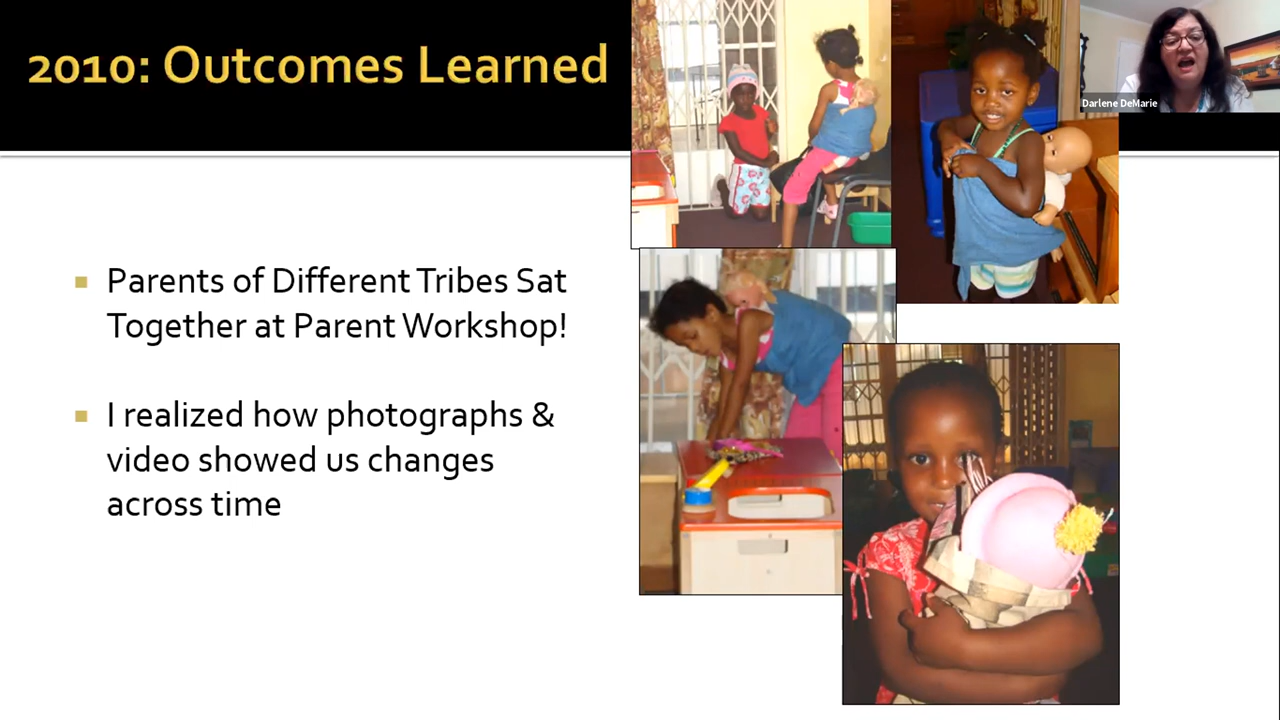 2010: Outcomes Learned
Darlene DeMarie
Parents of Different Tribes Sat
Together at Parent Workshop!
I realized how photographs &
video showed us changes
across time